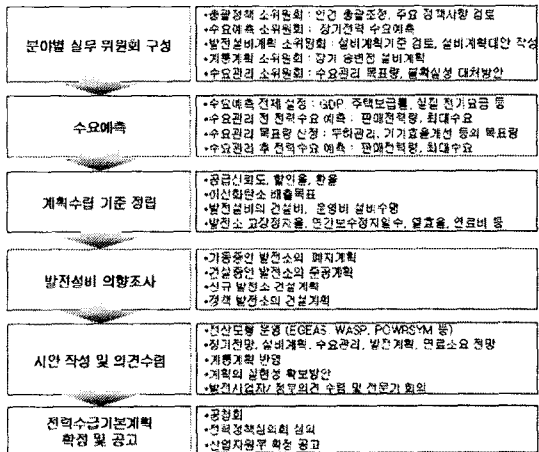 분야별 실무 위원회 구성
•총괄정책 소위원회 : 안건 총괄조정, 주요 정책사항 검토
•수요예측 소위원회 : 장기전력 수요예측
•발전설비계획 소위원회 : 설비계획기준 검토, 설비계획대안 작성
•계통계획 소위원회 : 장기 송변전 설비계획
•수요관리 소위원회 : 수요관리 목표량, 불확실성 대처방안
수요예측
•수요예측 전제 설정 : GDP, 주택보급률, 실질 전기요금 등
•수요관리 전 전력수요 예측 : 판매전력량, 최대수요
•수요관리 목표량 산정 : 부하관리, 기기효율개선 등의 목표량
•수요관리 후 전력수요 예측 : 판매전력량, 최대수요
계획수립 기준 정립
•공급신뢰도, 할인율, 환율
•이산화탄소 배출목표
•발전설비의 건설비, 운영비 설비수명
•발전소 고장정지율, 연간보수정지일수, 열효율, 연료비 등
발전설비 의향조사
•가동중인 발전소의 폐지계획
•건설중인 발전소의 준공계획
•신규 발전소 건설계획
•정책 발전소의 건설계획
시안 작성 및 의견수렴
•전산모형 운영 (EGEAS, WASP, POWRSYM 등)
•장기전망, 설비계획, 수요관리, 발전계획, 연료소요 전망
•계통계획 반영
•계획의 실현성 확보방안
•발전사업자/ 정부의견 수렴 및 전문가 회의
전력수급기본계획
확정 및 공고
•공청회
•전력정책심의회 심의
•산업자원부 확정 공고